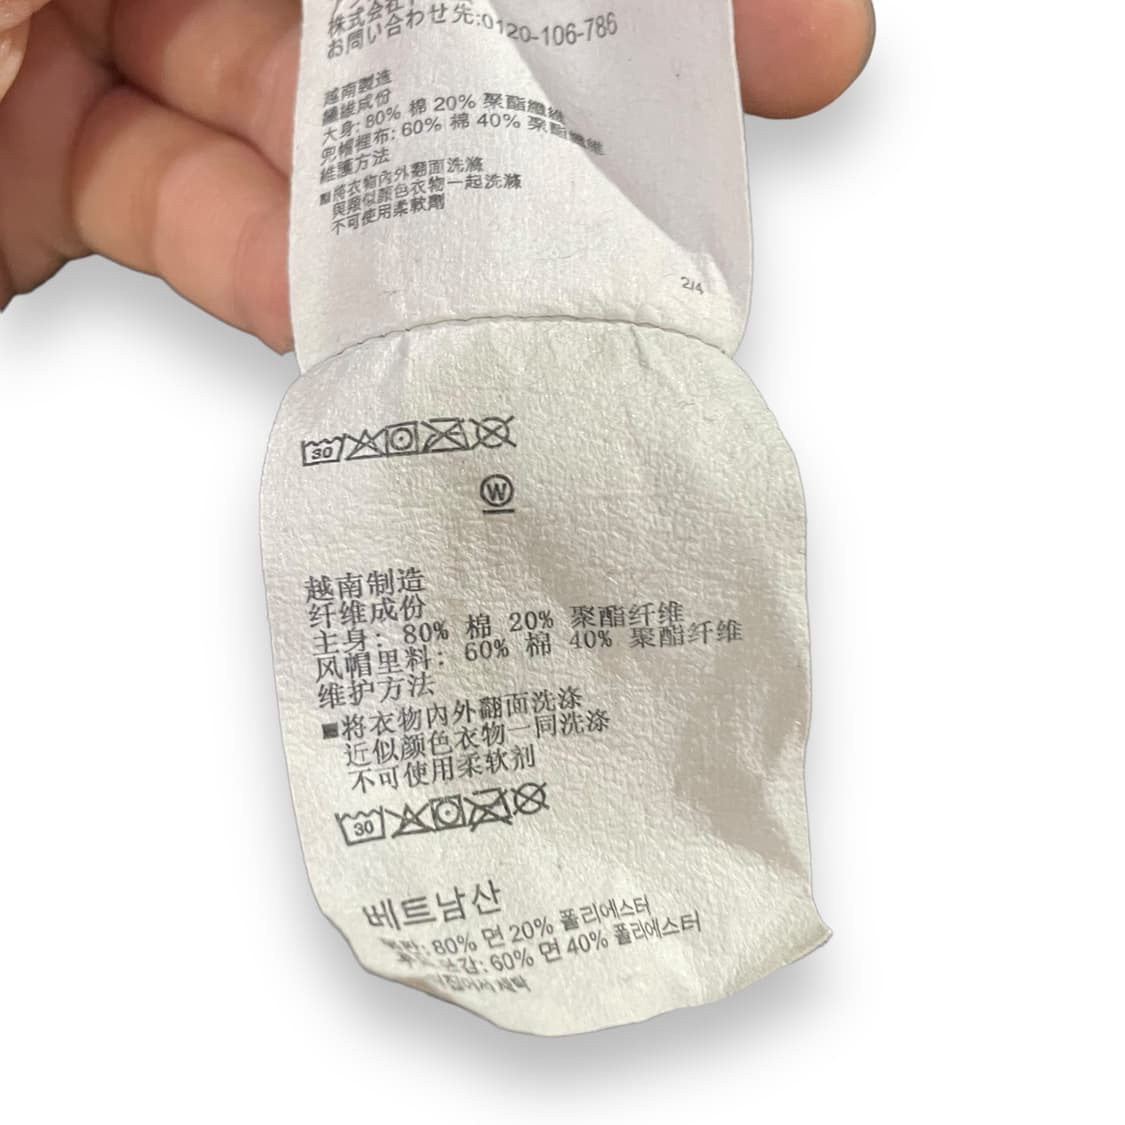 株式会社
お問い合わせ先:0120-106-786
越南製造
纖維成份
大身: 80% 棉 20% 聚酯纖維
兜帽裡布: 60% 棉 40% 聚酯纖維
維護方法
■將衣物內外翻面洗滌
與類似顏色衣物一起洗滌
不可使用柔軟劑
2/4
30
W
越南制造
纤维成份
主身: 80% 棉 20% 聚酯纤维
风帽里料: 60% 棉 40% 聚酯纤维
维护方法
■将衣物内外翻面洗涤
近似颜色衣物一同洗涤
不可使用柔软剂
30
베트남산
80% 면 20% 폴리에스터
60% 면 40% 폴리에스터
세탁